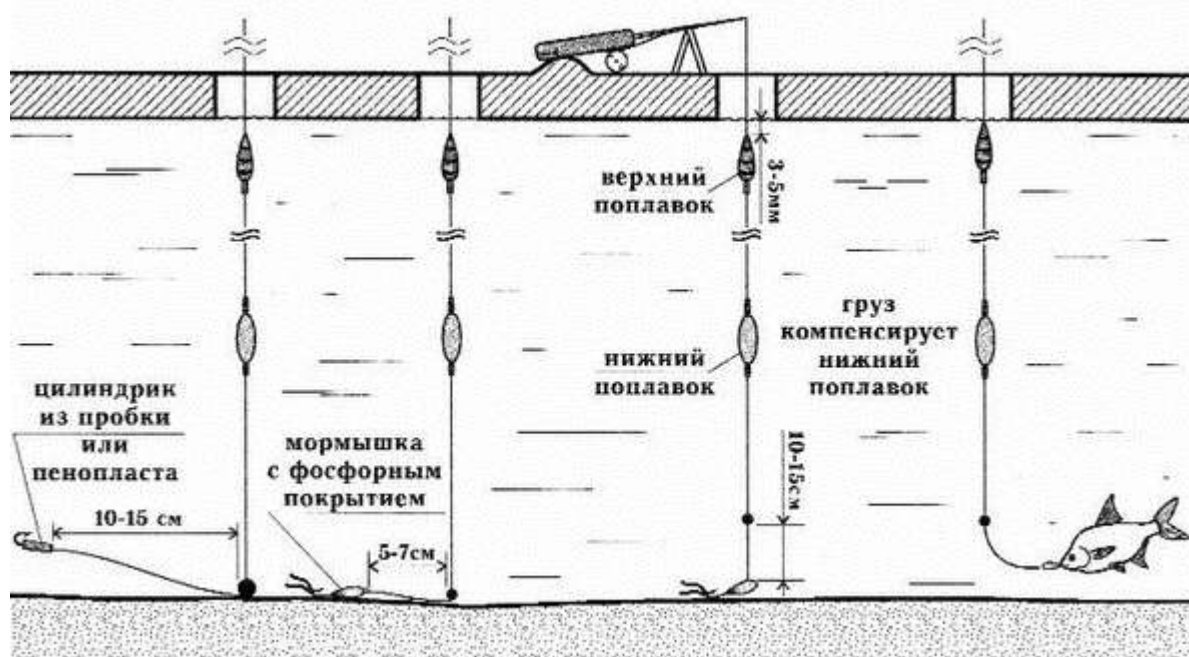 верхний
поплавок
3-5мм
груз
компенсирует
нижний
поплавок
нижний
поплавок
цилиндрик
из пробки
или
пенопласта
мормышка
с фосфорным
покрытием
10-15 см
5-7см
10-15см